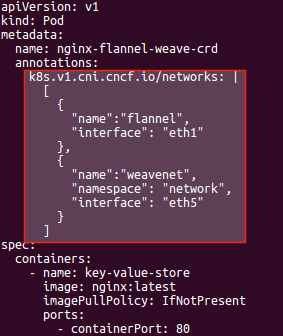 apiVersion: v1
kind: Pod
metadata:
  name: nginx-flannel-weave-crd
  annotations:
    k8s.v1.cni.cncf.io/networks: |
      [
        {
          "name":"flannel",
          "interface": "eth1"
        },
        {
          "name":"weavenet",
          "namespace": "network",
          "interface": "eth5"
        }
      ]
spec:
  containers:
    - name: key-value-store
      image: nginx:latest
      imagePullPolicy: IfNotPresent
      ports:
        - containerPort: 80